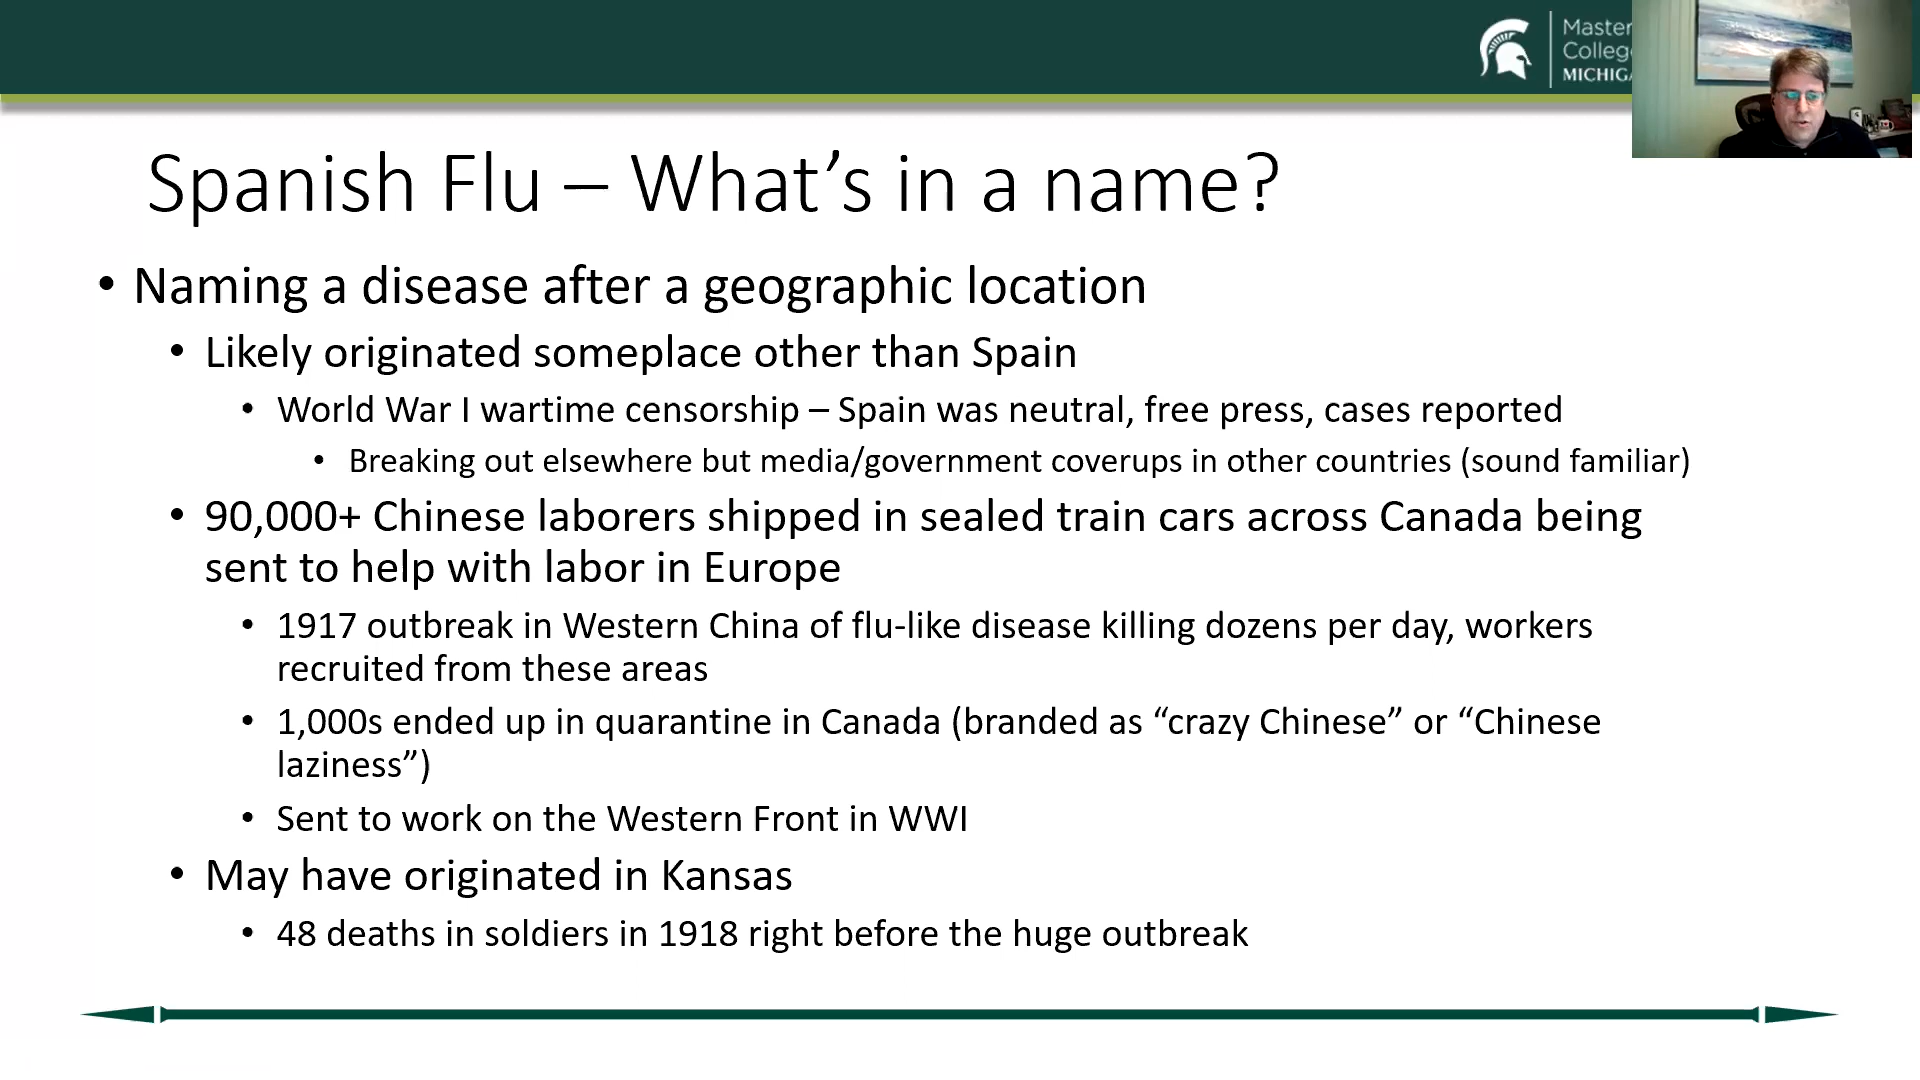 Master
Colleg
MICHIGA
Spanish Flu – What’s in a name?
• Naming a disease after a geographic location
• Likely originated someplace other than Spain
• World War I wartime censorship – Spain was neutral, free press, cases reported
• Breaking out elsewhere but media/government coverups in other countries (sound familiar)
• 90,000+ Chinese laborers shipped in sealed train cars across Canada being
sent to help with labor in Europe
• 1917 outbreak in Western China of flu-like disease killing dozens per day, workers
recruited from these areas
• 1,000s ended up in quarantine in Canada (branded as “crazy Chinese” or “Chinese
laziness”)
• Sent to work on the Western Front in WWI
• May have originated in Kansas
• 48 deaths in soldiers in 1918 right before the huge outbreak